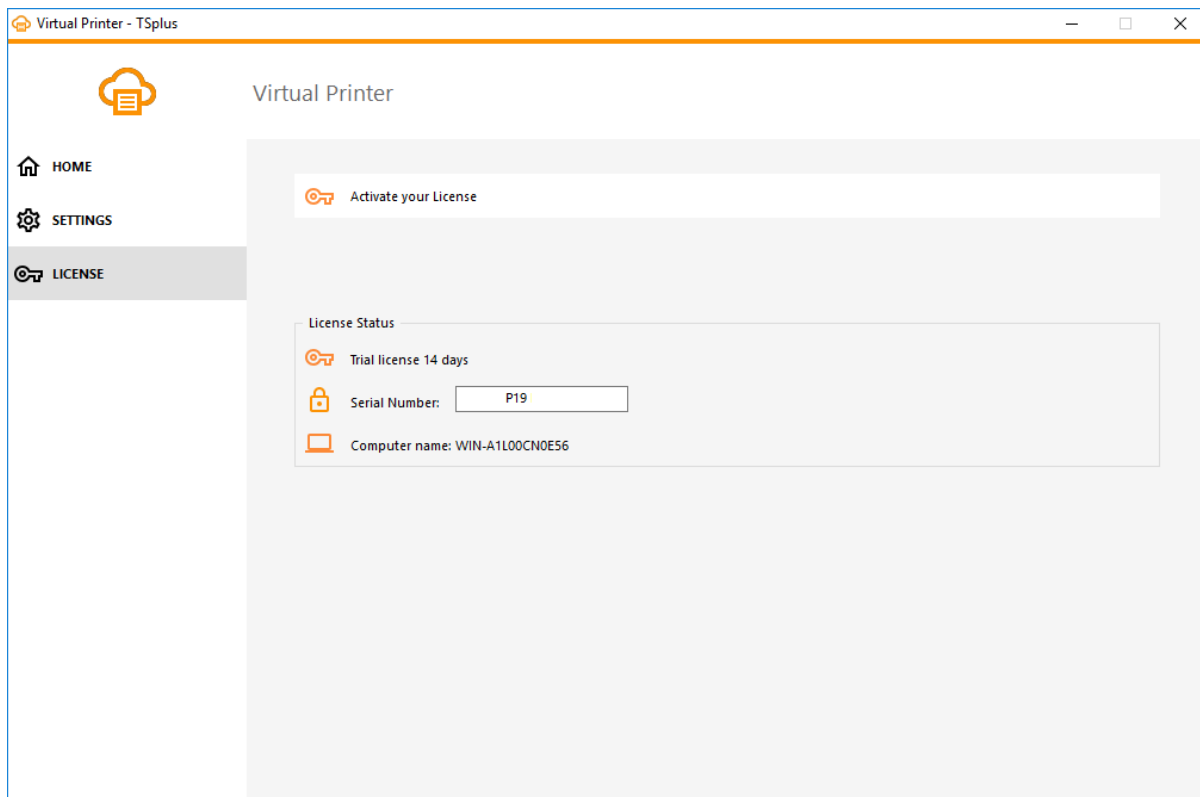 Virtual Printer - TSplus
Virtual Printer
HOME
SETTINGS
LICENSE
Activate your License
License Status
Trial license 14 days
Serial Number: P19
Computer name: WIN-A1L00CN0E56